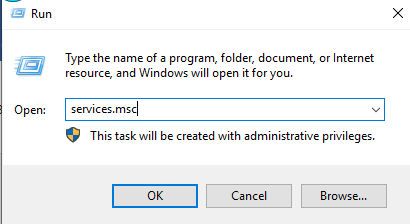 Run
Type the name of a program, folder, document, or Internet
resource, and Windows will open it for you.
Open:
services.msc
This task will be created with administrative privileges.
OK
Cancel
Browse...